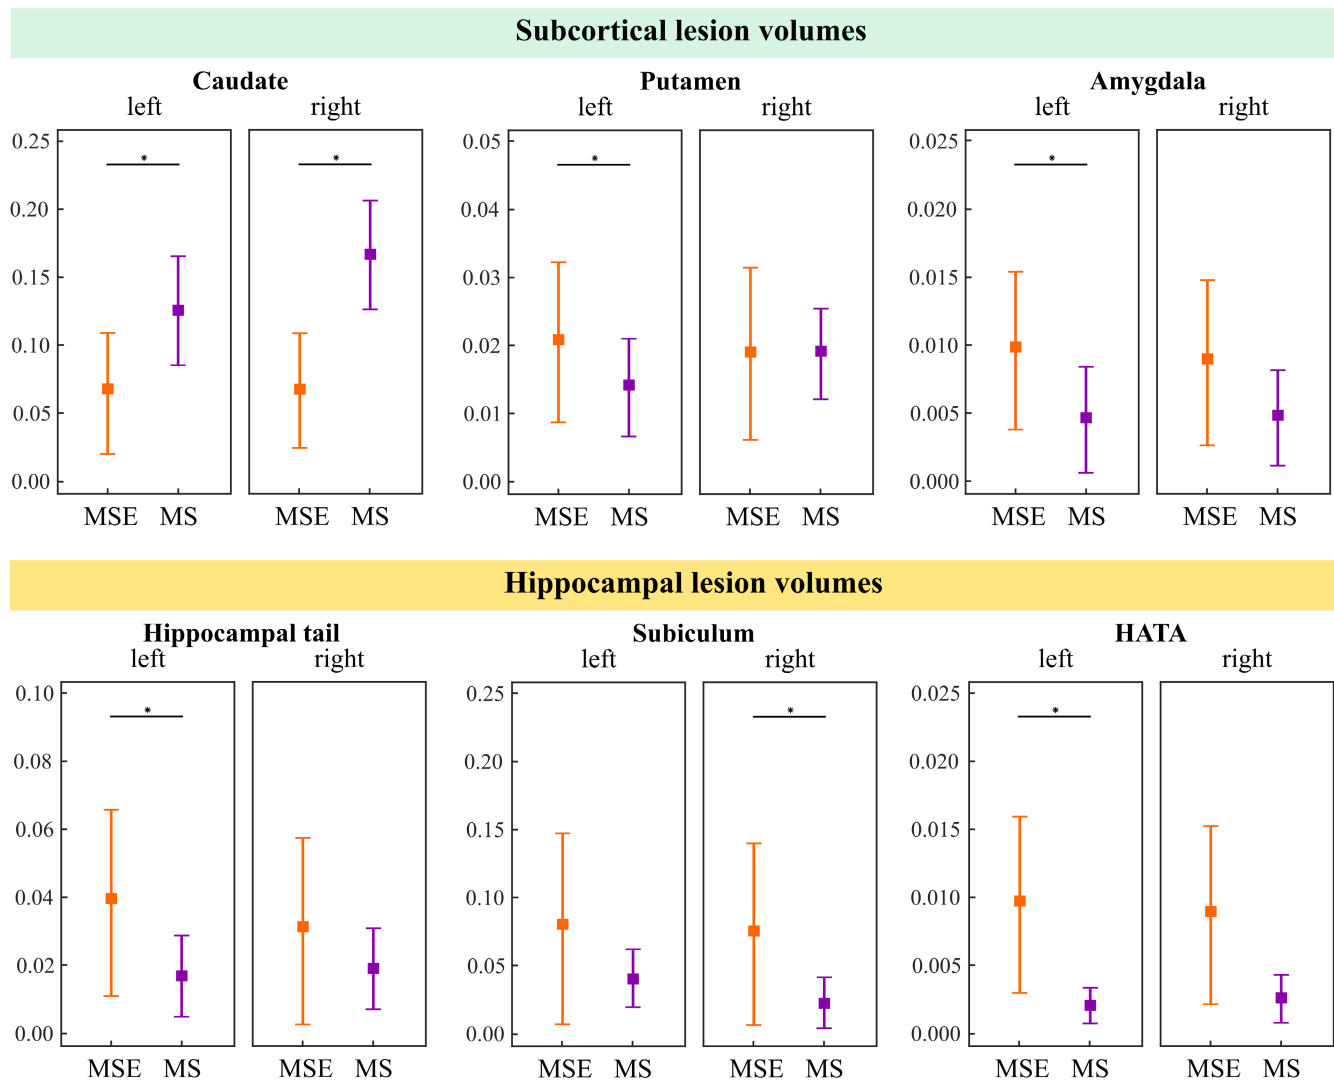 Subcortical lesion volumes
Caudate Putamen Amygdala
left right left right left right
0.25 0.05 0.025
* * * *
0.20 0.04 0.020
0.15 0.03 0.015
0.10 0.02 0.010
0.05 0.01 0.005
0.00 0.00 0.000
MSE MS MSE MS MSE MS MSE MS MSE MS MSE MS
Hippocampal lesion volumes
Hippocampal tail Subiculum HATA
left right left right left right
0.10 0.25 0.025
* * *
0.08 0.20 0.020
0.06 0.15 0.015
0.04 0.10 0.010
0.02 0.05 0.005
0.00 0.00 0.000
MSE MS MSE MS MSE MS MSE MS MSE MS MSE MS